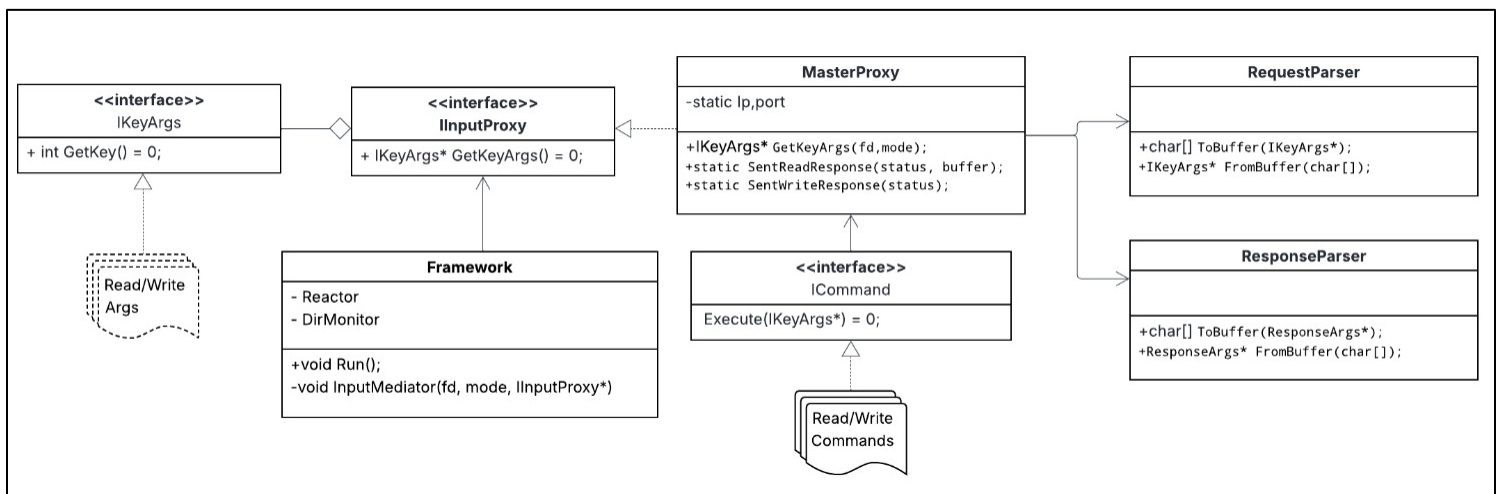 <<interface>>
IKeyArgs
+ int GetKey() = 0;
Read/Write
Args
<<interface>>
IInputProxy
+ IKeyArgs* GetKeyArgs() = 0;
Framework
- Reactor
- DirMonitor
+void Run();
-void InputMediator(fd, mode, IInputProxy*)
MasterProxy
-static Ip,port
+IKeyArgs* GetKeyArgs(fd,mode);
+static SentReadResponse(status, buffer);
+static SentWriteResponse(status);
<<interface>>
ICommand
Execute(IKeyArgs*) = 0;
Read/Write
Commands
RequestParser
+char[] ToBuffer(IKeyArgs*);
+IKeyArgs* FromBuffer(char[]);
ResponseParser
+char[] ToBuffer(ResponseArgs*);
+ResponseArgs* FromBuffer(char[]);